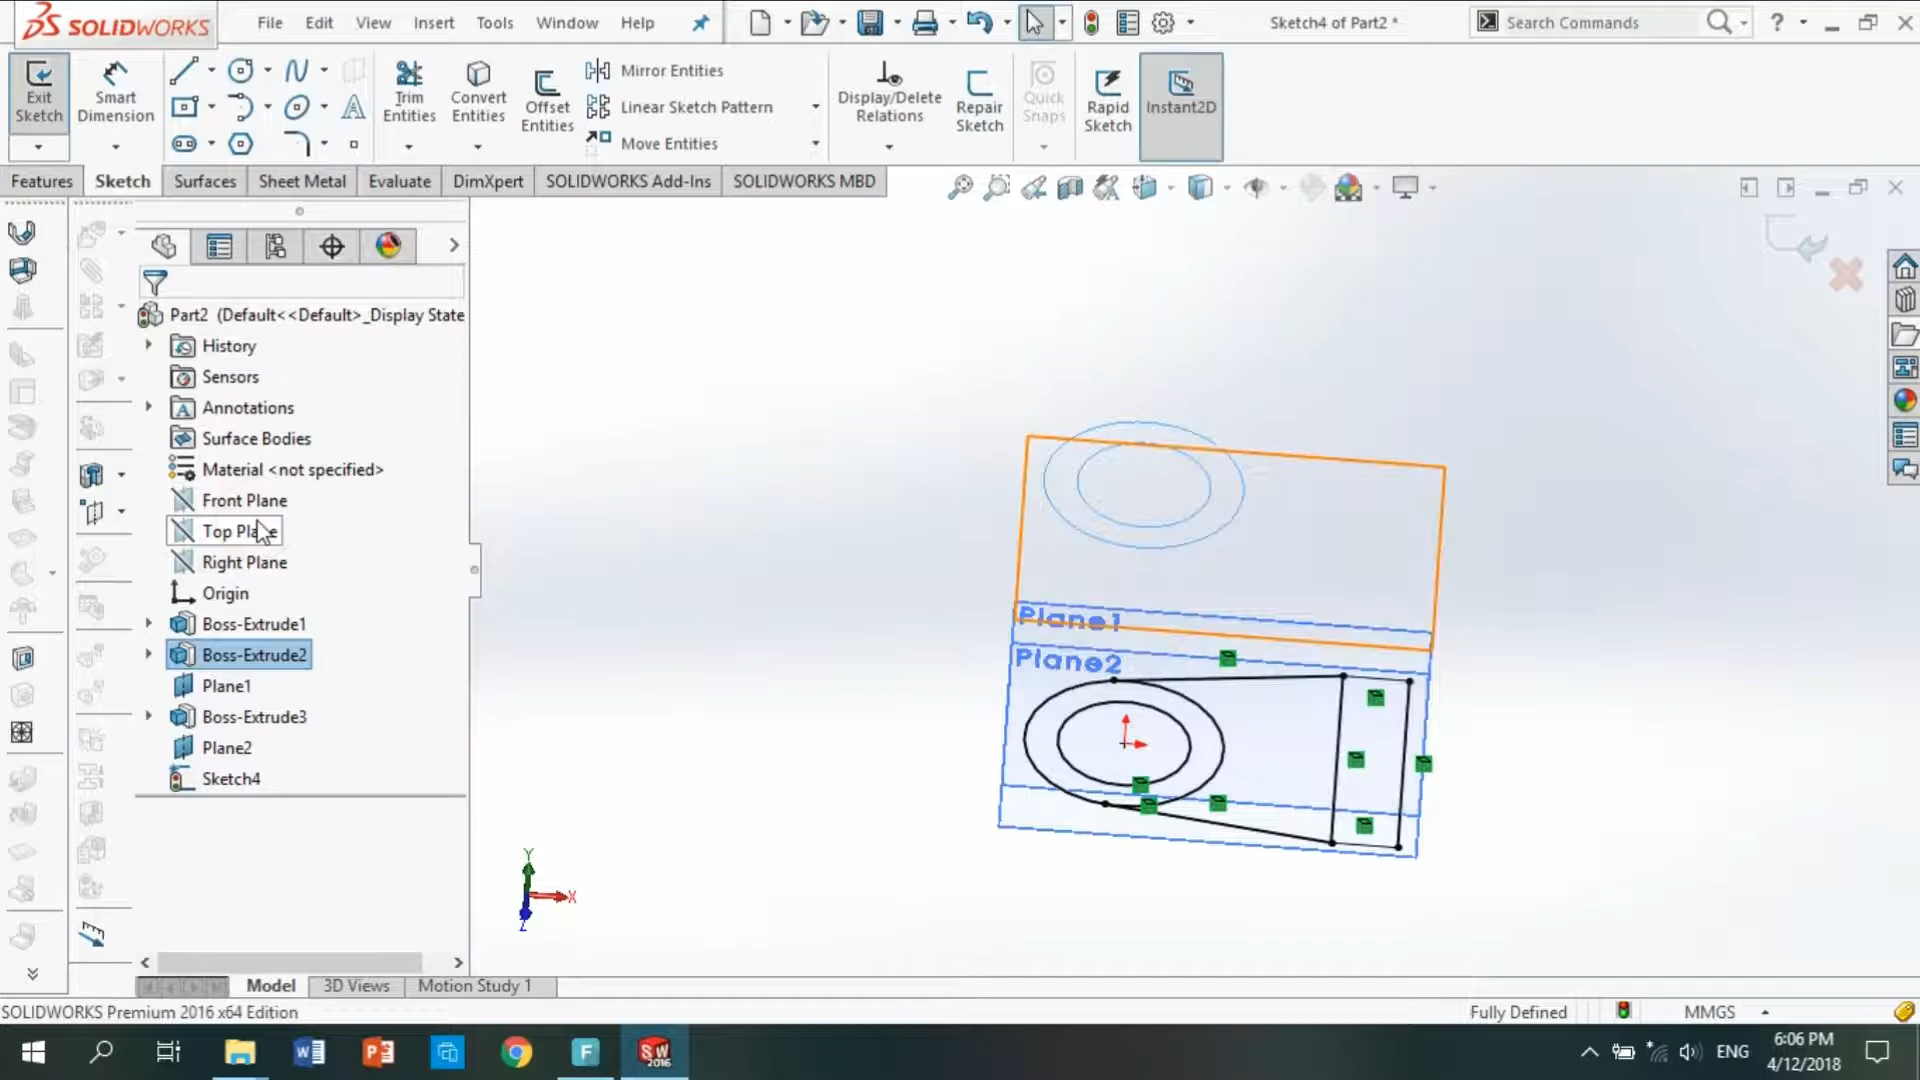 SOLIDWORKS
File Edit View Insert Tools Window Help
Sketch4 of Part2 *
Search Commands
Exit Sketch
Smart Dimension
Trim Entities
Convert Entities
Offset Entities
Mirror Entities
Linear Sketch Pattern
Move Entities
Display/Delete Relations
Repair Sketch
Quick Snaps
Rapid Sketch
Instant2D
Features Sketch Surfaces Sheet Metal Evaluate DimXpert SOLIDWORKS Add-Ins SOLIDWORKS MBD
Part2 (Default<<Default>_Display State
History
Sensors
Annotations
Surface Bodies
Material <not specified>
Front Plane
Top Plane
Right Plane
Origin
Boss-Extrude1
Boss-Extrude2
Plane1
Boss-Extrude3
Plane2
Sketch4
Plane1
Plane2
Y
X
Z
Model 3D Views Motion Study 1
SOLIDWORKS Premium 2016 x64 Edition
Fully Defined
MMGS
ENG
6:06 PM
4/12/2018